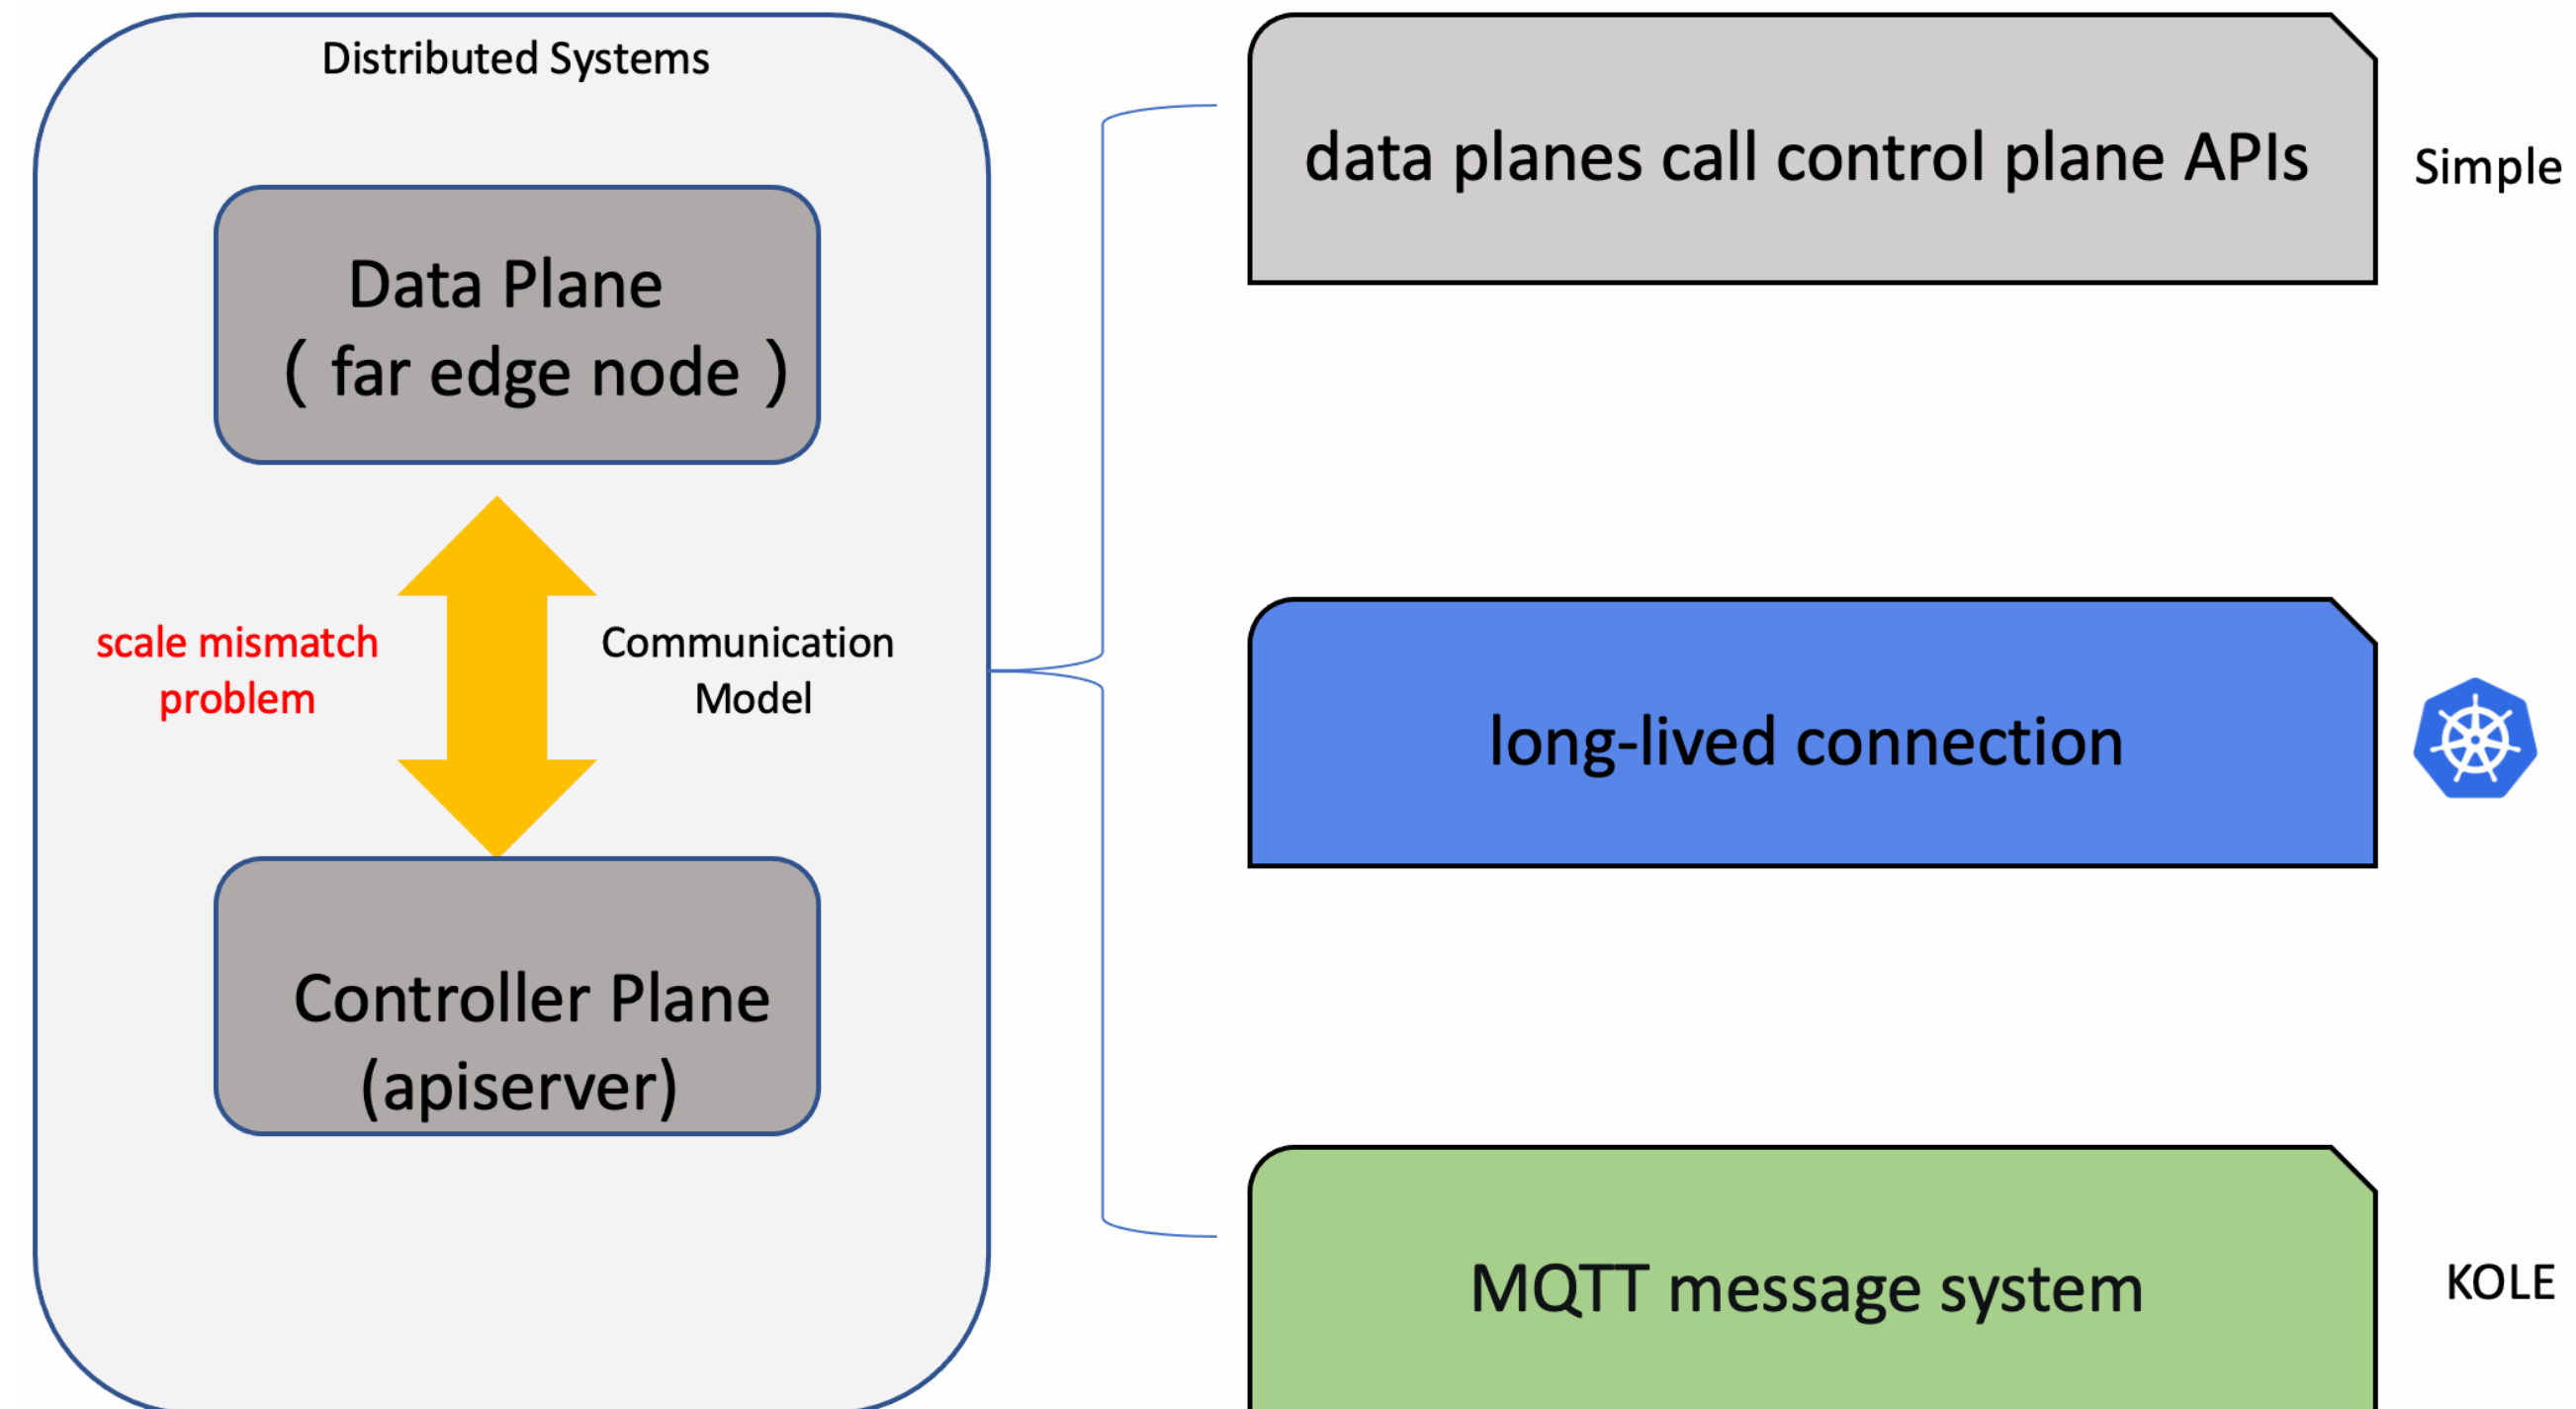 Distributed Systems
Data Plane
( far edge node )
scale mismatch
problem
Communication
Model
Controller Plane
(apiserver)
data planes call control plane APIs
Simple
long-lived connection
MQTT message system
KOLE